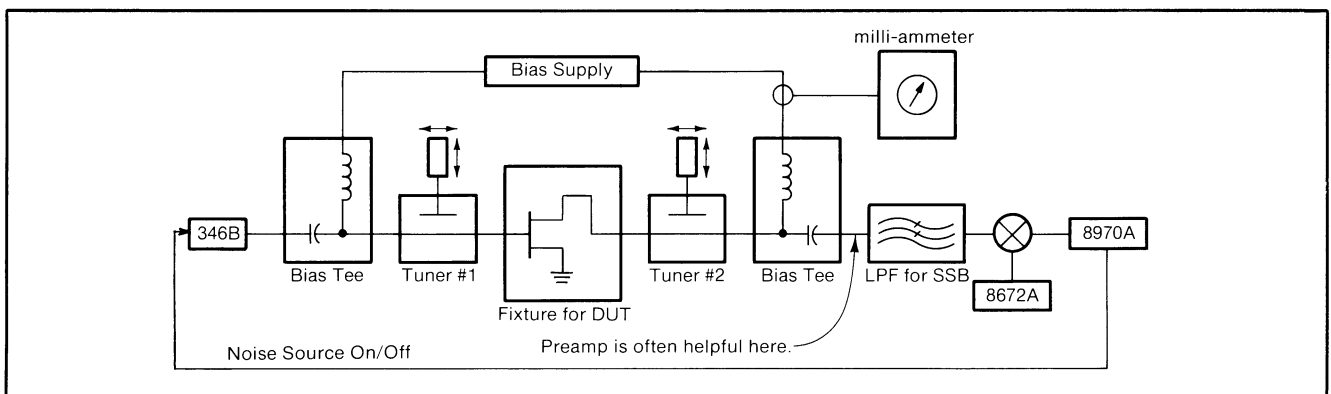 milli-ammeter
Bias Supply
346B
Bias Tee
Tuner #1
Fixture for DUT
Tuner #2
Bias Tee
LPF for SSB
8970A
8672A
Preamp is often helpful here.
Noise Source On/Off